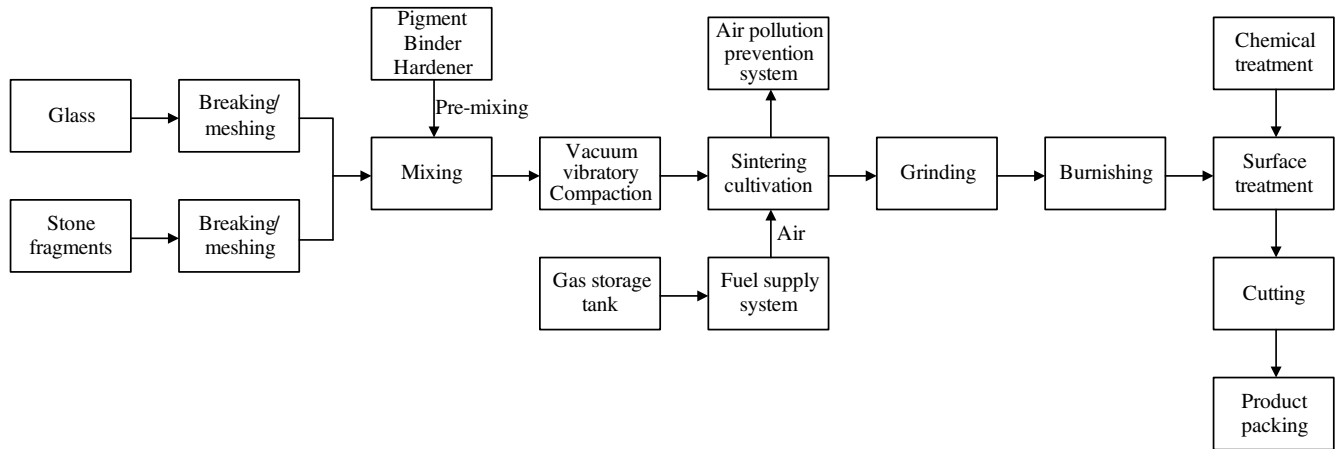 Pigment
Binder
Hardener
Air pollution
prevention
system
Chemical
treatment
Pre-mixing
Glass
Breaking/
meshing
Mixing
Vacuum
vibratory
Compaction
Sintering
cultivation
Grinding
Burnishing
Surface
treatment
Stone
fragments
Breaking/
meshing
Air
Gas storage
tank
Fuel supply
system
Cutting
Product
packing